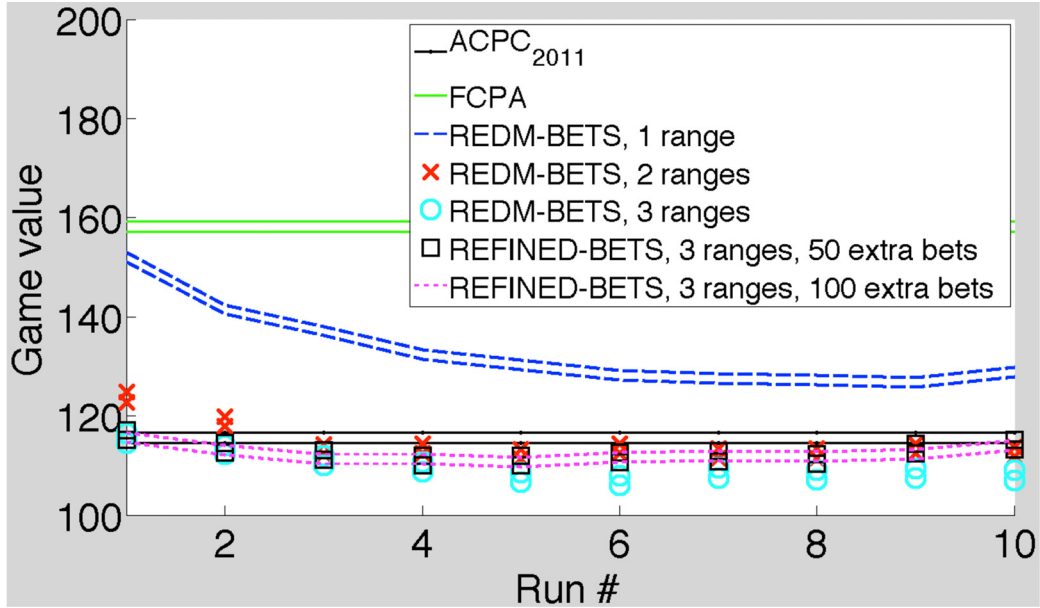 200
180
160
140
120
100
Game value
ACPC2011
FCPA
REDM-BETS, 1 range
REDM-BETS, 2 ranges
REDM-BETS, 3 ranges
REFINED-BETS, 3 ranges, 50 extra bets
REFINED-BETS, 3 ranges, 100 extra bets
2 4 6 8 10
Run #